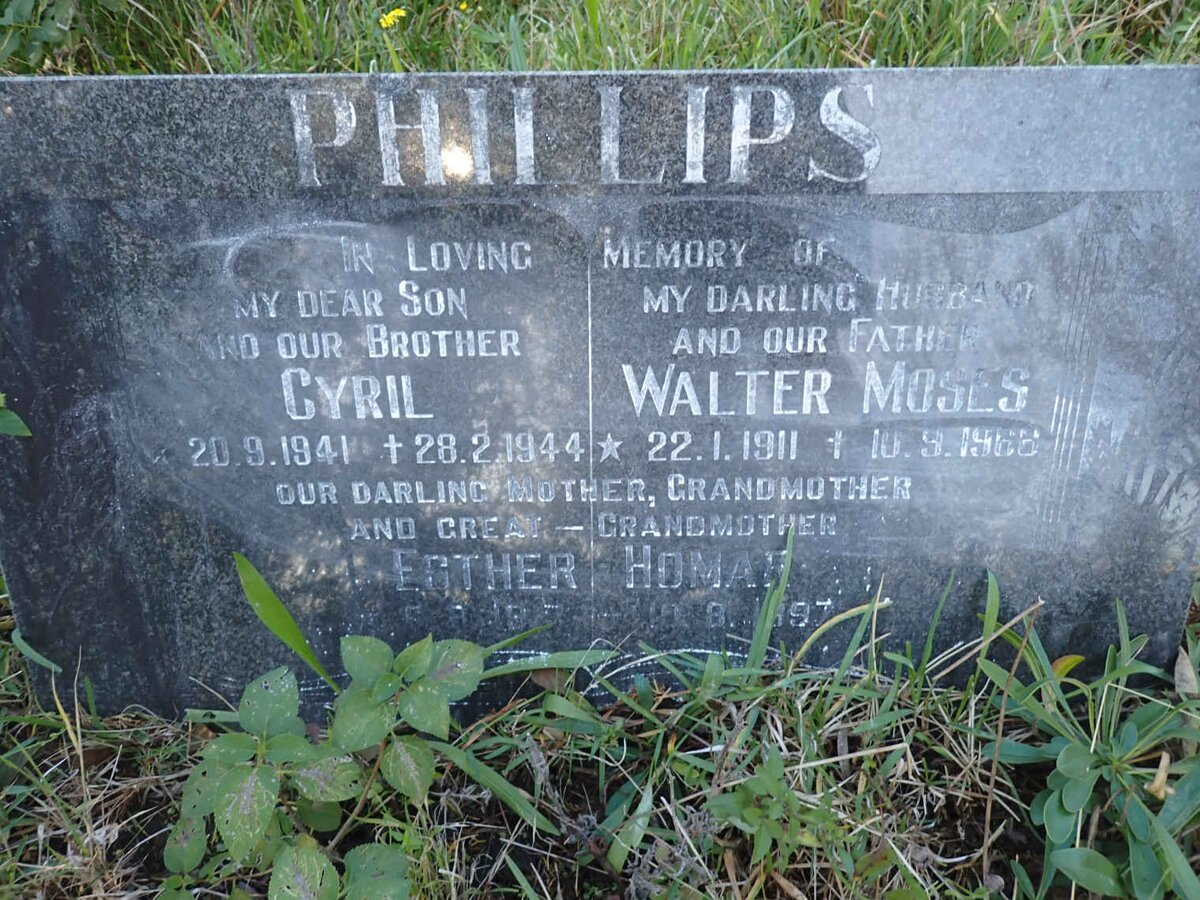 PHILLIPS
IN LOVING MEMORY OF
MY DEAR SON MY DARLING HUSBAND
AND OUR BROTHER AND OUR FATHER
CYRIL WALTER MOSES
20.9.1941 † 28.2.1944 ★ 22.1.1911 † 10.9.1968
OUR DARLING MOTHER, GRANDMOTHER
AND GREAT – GRANDMOTHER
ESTHER